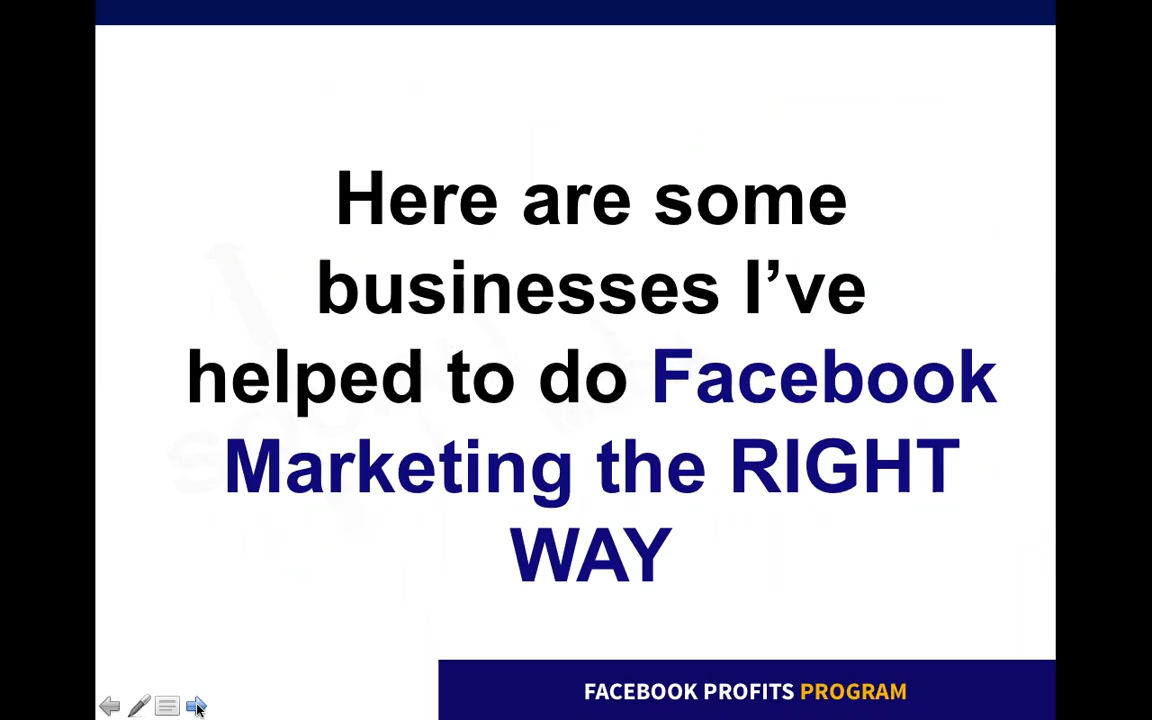 Here are some
businesses I’ve
helped to do Facebook
Marketing the RIGHT
WAY
FACEBOOK PROFITS PROGRAM